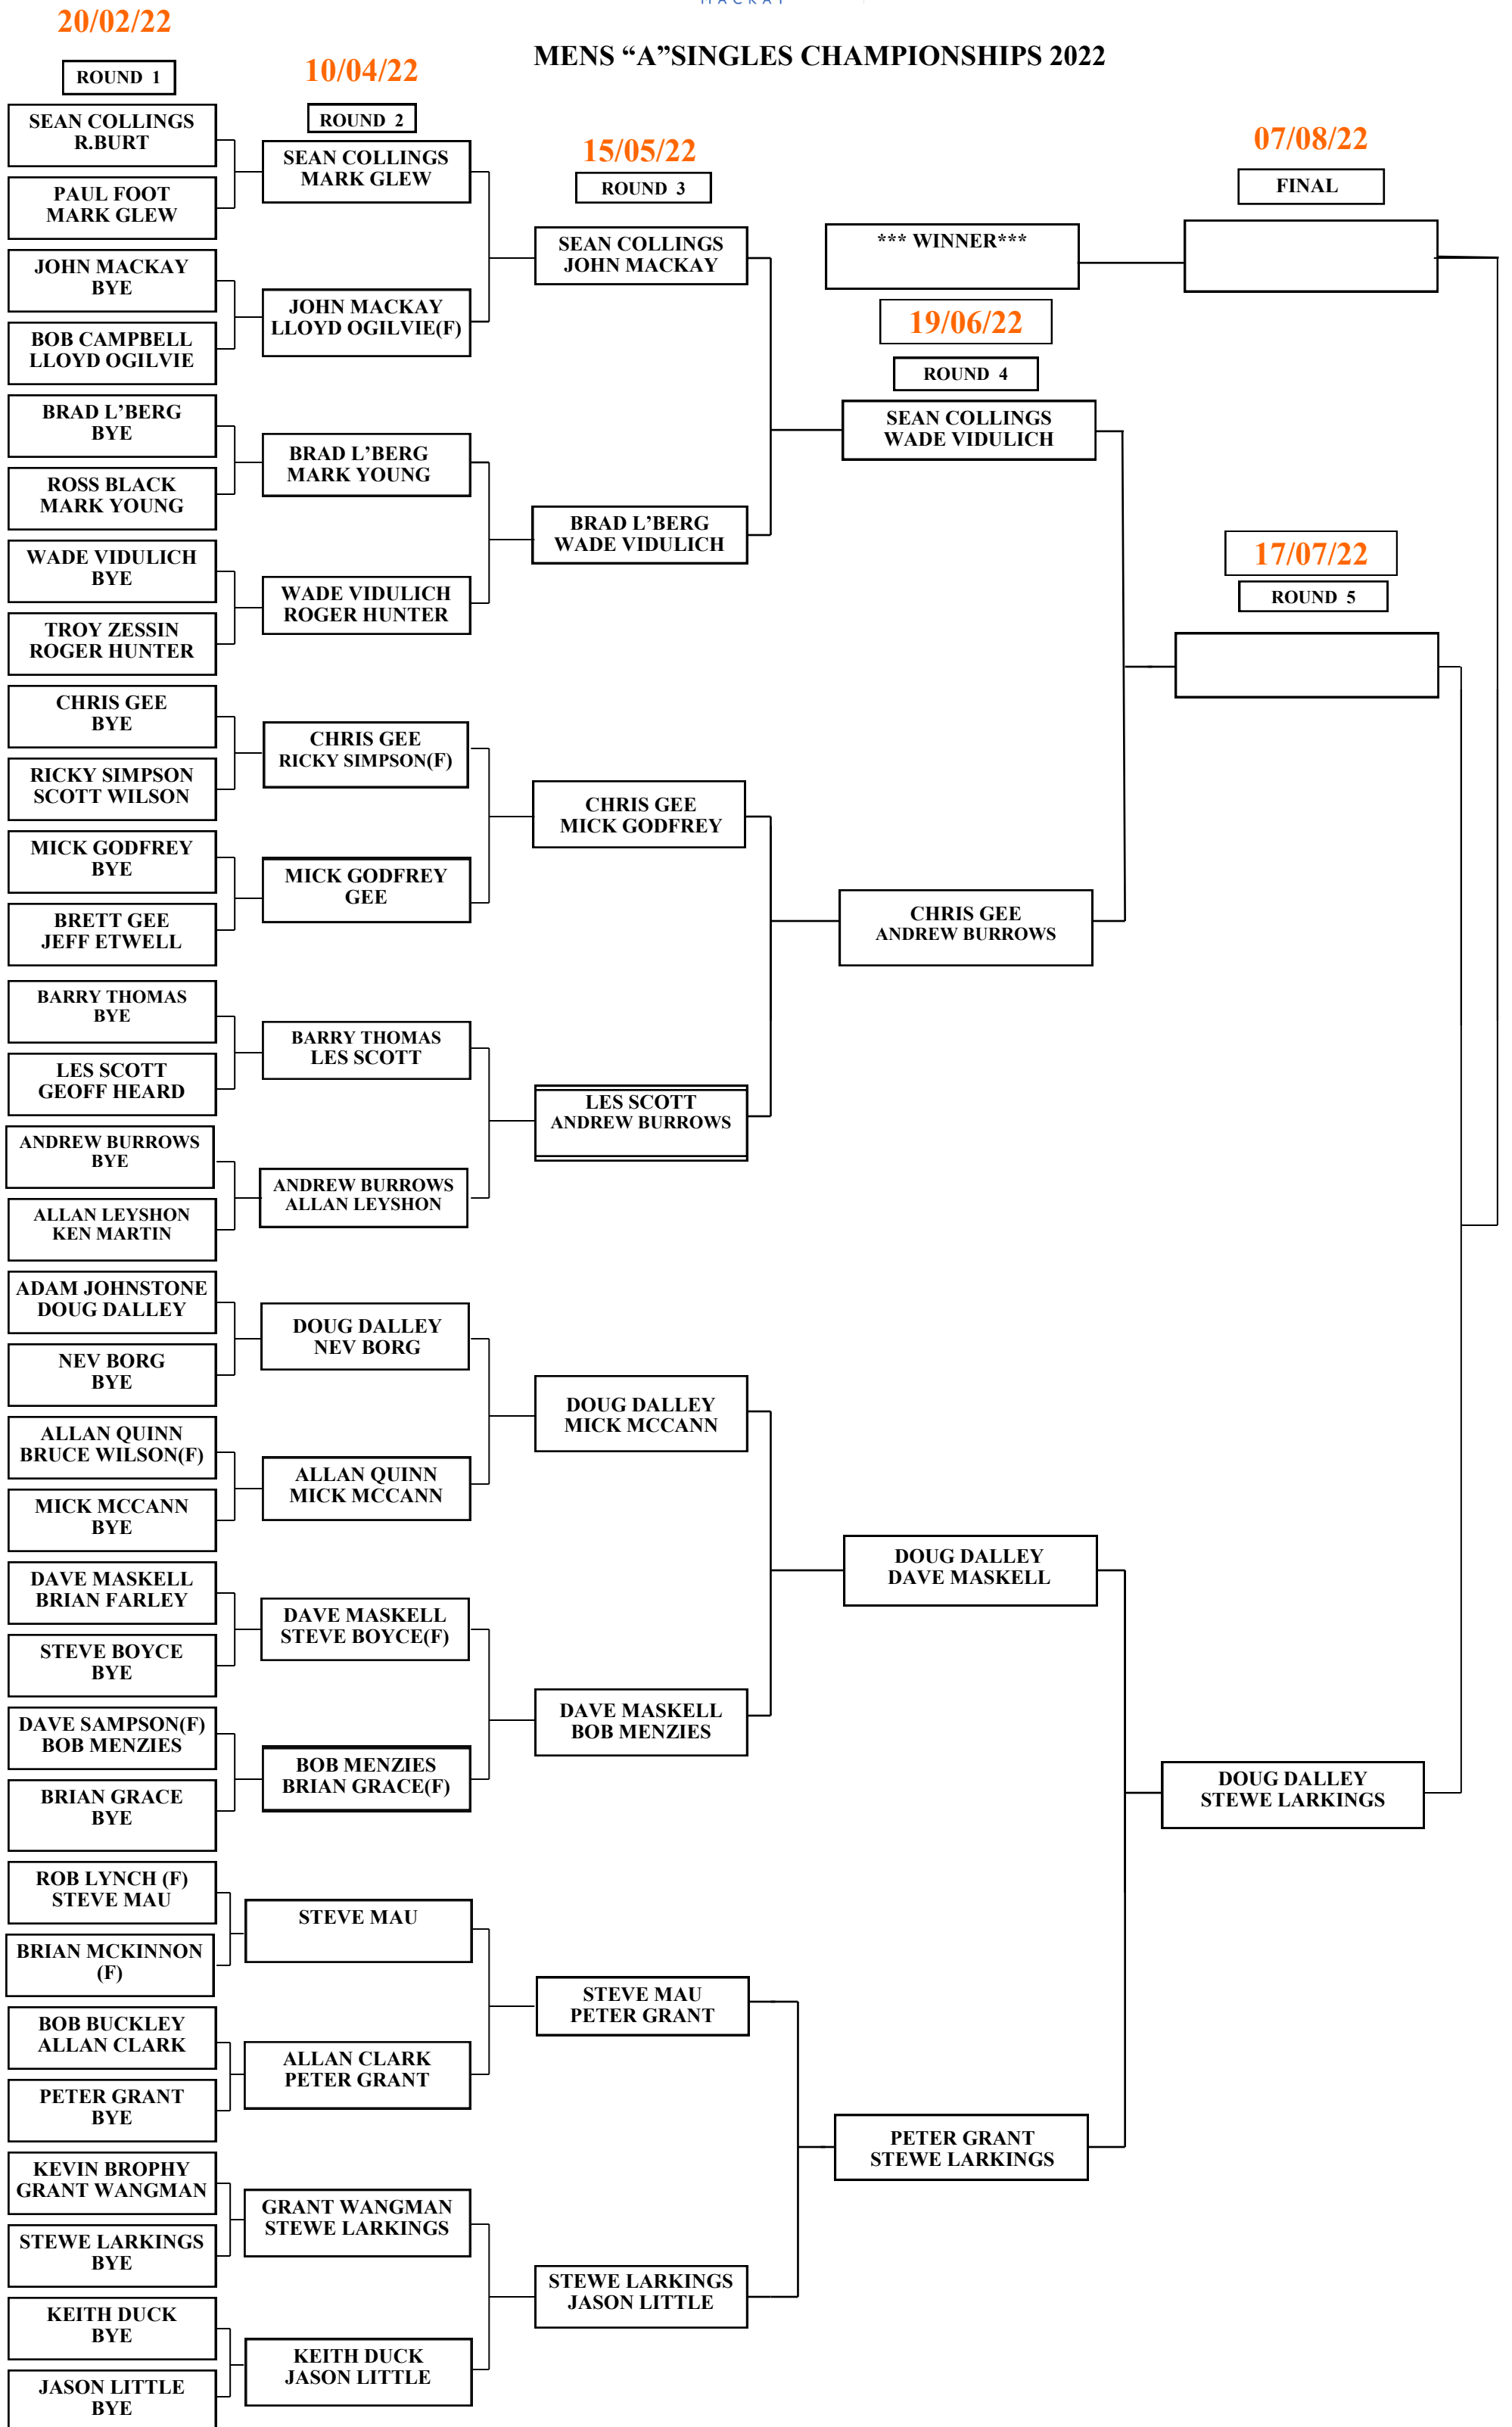 MACKAY
20/02/22
MENS “A”SINGLES CHAMPIONSHIPS 2022
ROUND 1
10/04/22
ROUND 2
15/05/22
ROUND 3
07/08/22
FINAL
SEAN COLLINGS
R.BURT
PAUL FOOT
MARK GLEW
JOHN MACKAY
BYE
BOB CAMPBELL
LLOYD OGILVIE
BRAD L’BERG
BYE
ROSS BLACK
MARK YOUNG
WADE VIDULICH
BYE
TROY ZESSIN
ROGER HUNTER
CHRIS GEE
BYE
RICKY SIMPSON
SCOTT WILSON
MICK GODFREY
BYE
BRETT GEE
JEFF ETWELL
BARRY THOMAS
BYE
LES SCOTT
GEOFF HEARD
ANDREW BURROWS
BYE
ALLAN LEYSHON
KEN MARTIN
ADAM JOHNSTONE
DOUG DALLEY
NEV BORG
BYE
ALLAN QUINN
BRUCE WILSON(F)
MICK MCCANN
BYE
DAVE MASKELL
BRIAN FARLEY
STEVE BOYCE
BYE
DAVE SAMPSON(F)
BOB MENZIES
BRIAN GRACE
BYE
ROB LYNCH (F)
STEVE MAU
BRIAN MCKINNON
(F)
BOB BUCKLEY
ALLAN CLARK
PETER GRANT
BYE
KEVIN BROPHY
GRANT WANGMAN
STEWE LARKINGS
BYE
KEITH DUCK
BYE
JASON LITTLE
BYE
SEAN COLLINGS
MARK GLEW
JOHN MACKAY
LLOYD OGILVIE(F)
BRAD L’BERG
MARK YOUNG
WADE VIDULICH
ROGER HUNTER
CHRIS GEE
RICKY SIMPSON(F)
MICK GODFREY
GEE
BARRY THOMAS
LES SCOTT
ANDREW BURROWS
ALLAN LEYSHON
DOUG DALLEY
NEV BORG
ALLAN QUINN
MICK MCCANN
DAVE MASKELL
STEVE BOYCE(F)
BOB MENZIES
BRIAN GRACE(F)
STEVE MAU
ALLAN CLARK
PETER GRANT
GRANT WANGMAN
STEWE LARKINGS
KEITH DUCK
JASON LITTLE
SEAN COLLINGS
JOHN MACKAY
BRAD L’BERG
WADE VIDULICH
CHRIS GEE
MICK GODFREY
LES SCOTT
ANDREW BURROWS
DOUG DALLEY
MICK MCCANN
DAVE MASKELL
BOB MENZIES
STEVE MAU
PETER GRANT
STEWE LARKINGS
JASON LITTLE
*** WINNER***
19/06/22
ROUND 4
SEAN COLLINGS
WADE VIDULICH
CHRIS GEE
ANDREW BURROWS
DOUG DALLEY
DAVE MASKELL
PETER GRANT
STEWE LARKINGS
17/07/22
ROUND 5
DOUG DALLEY
STEWE LARKINGS